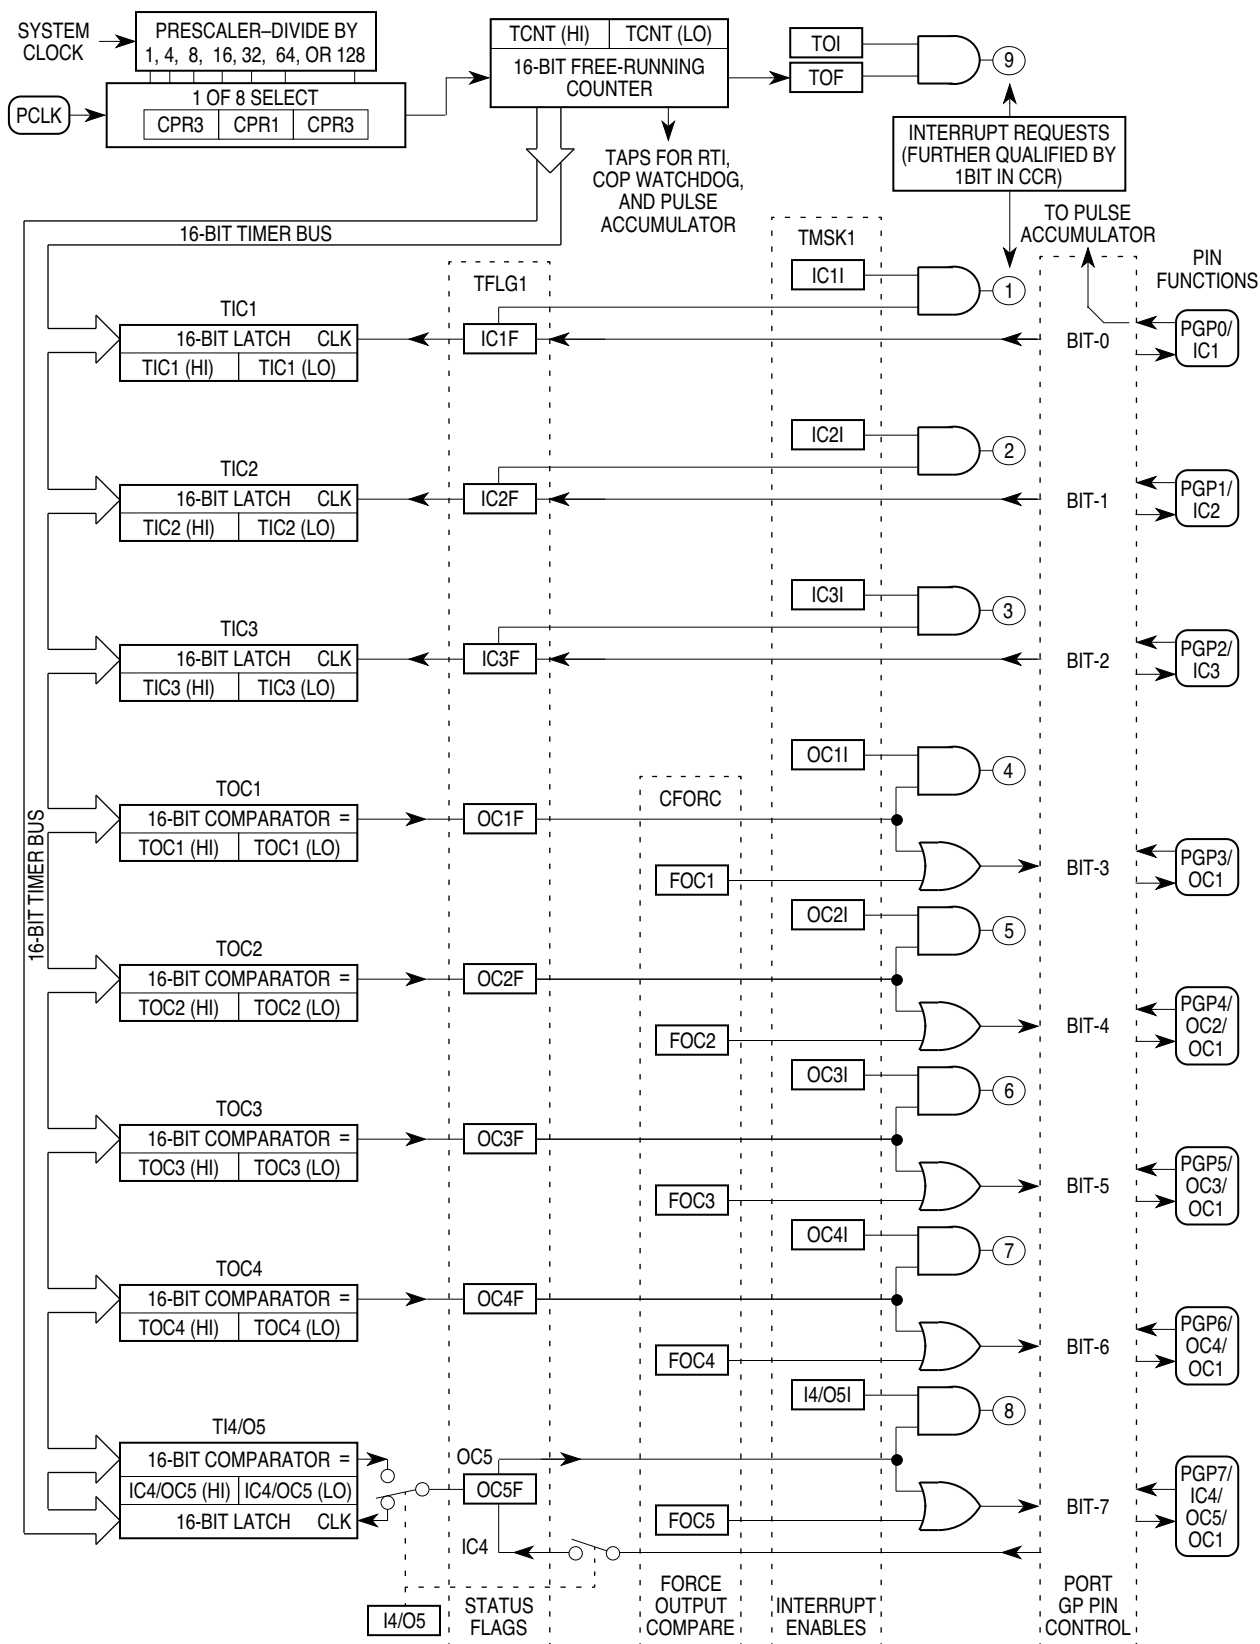 SYSTEM
CLOCK
PRESCALER–DIVIDE BY
1, 4, 8, 16, 32, 64, OR 128
PCLK
1 OF 8 SELECT
CPR3 CPR1 CPR3
TCNT (HI) TCNT (LO)
16-BIT FREE-RUNNING
COUNTER
TOI
TOF
9
TAPS FOR RTI,
COP WATCHDOG,
AND PULSE
ACCUMULATOR
INTERRUPT REQUESTS
(FURTHER QUALIFIED BY
1BIT IN CCR)
TO PULSE
ACCUMULATOR
PIN
FUNCTIONS
16-BIT TIMER BUS
16-BIT TIMER BUS
TFLG1
TMSK1
TIC1
16-BIT LATCH CLK
TIC1 (HI) TIC1 (LO)
IC1F
IC1I
1
BIT-0
PGP0/
IC1
TIC2
16-BIT LATCH CLK
TIC2 (HI) TIC2 (LO)
IC2F
IC2I
2
BIT-1
PGP1/
IC2
TIC3
16-BIT LATCH CLK
TIC3 (HI) TIC3 (LO)
IC3F
IC3I
3
BIT-2
PGP2/
IC3
TOC1
16-BIT COMPARATOR =
TOC1 (HI) TOC1 (LO)
OC1F
CFORC
FOC1
OC1I
4
BIT-3
PGP3/
OC1
TOC2
16-BIT COMPARATOR =
TOC2 (HI) TOC2 (LO)
OC2F
FOC2
OC2I
5
BIT-4
PGP4/
OC2/
OC1
TOC3
16-BIT COMPARATOR =
TOC3 (HI) TOC3 (LO)
OC3F
FOC3
OC3I
6
BIT-5
PGP5/
OC3/
OC1
TOC4
16-BIT COMPARATOR =
TOC4 (HI) TOC4 (LO)
OC4F
FOC4
OC4I
7
BIT-6
PGP6/
OC4/
OC1
TI4/O5
16-BIT COMPARATOR =
IC4/OC5 (HI) IC4/OC5 (LO)
16-BIT LATCH CLK
OC5
OC5F
IC4
FOC5
I4/O5I
8
BIT-7
PGP7/
IC4/
OC5/
OC1
I4/O5
STATUS
FLAGS
FORCE
OUTPUT
COMPARE
INTERRUPT
ENABLES
PORT
GP PIN
CONTROL